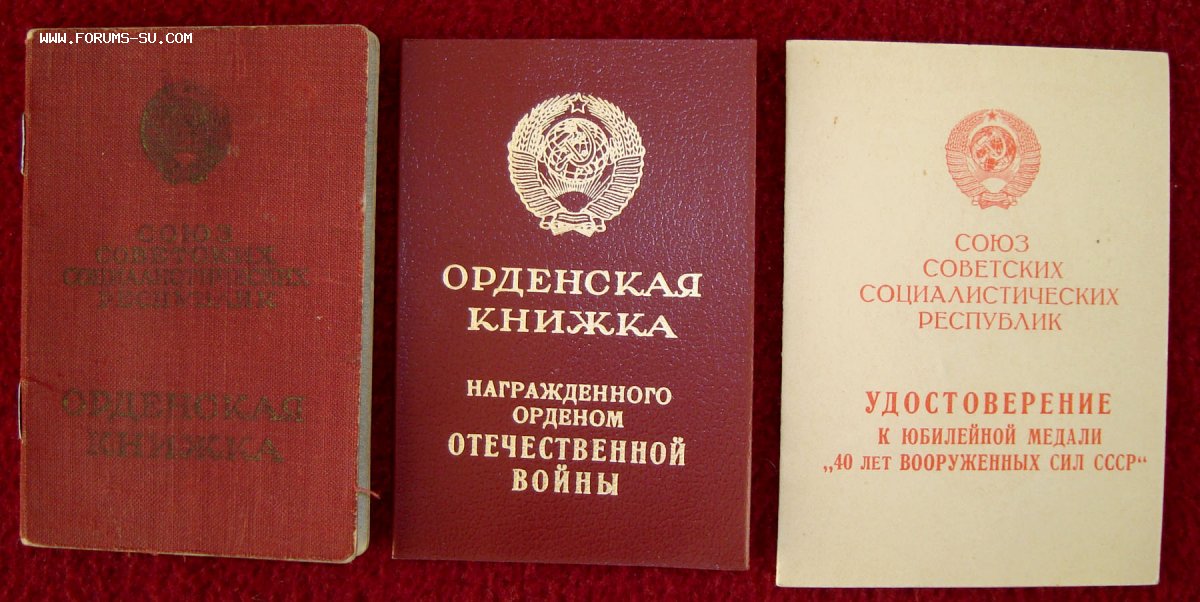 WWW.FORUMS-SU.COM
СОЮЗ
СОВЕТСКИХ
СОЦИАЛИСТИЧЕСКИХ
РЕСПУБЛИК
ОРДЕНСКАЯ
КНИЖКА
ОРДЕНСКАЯ
КНИЖКА
НАГРАЖДЕННОГО
ОРДЕНОМ
ОТЕЧЕСТВЕННОЙ
ВОЙНЫ
СОЮЗ
СОВЕТСКИХ
СОЦИАЛИСТИЧЕСКИХ
РЕСПУБЛИК
УДОСТОВЕРЕНИЕ
К ЮБИЛЕЙНОЙ МЕДАЛИ
„40 ЛЕТ ВООРУЖЕННЫХ СИЛ СССР“